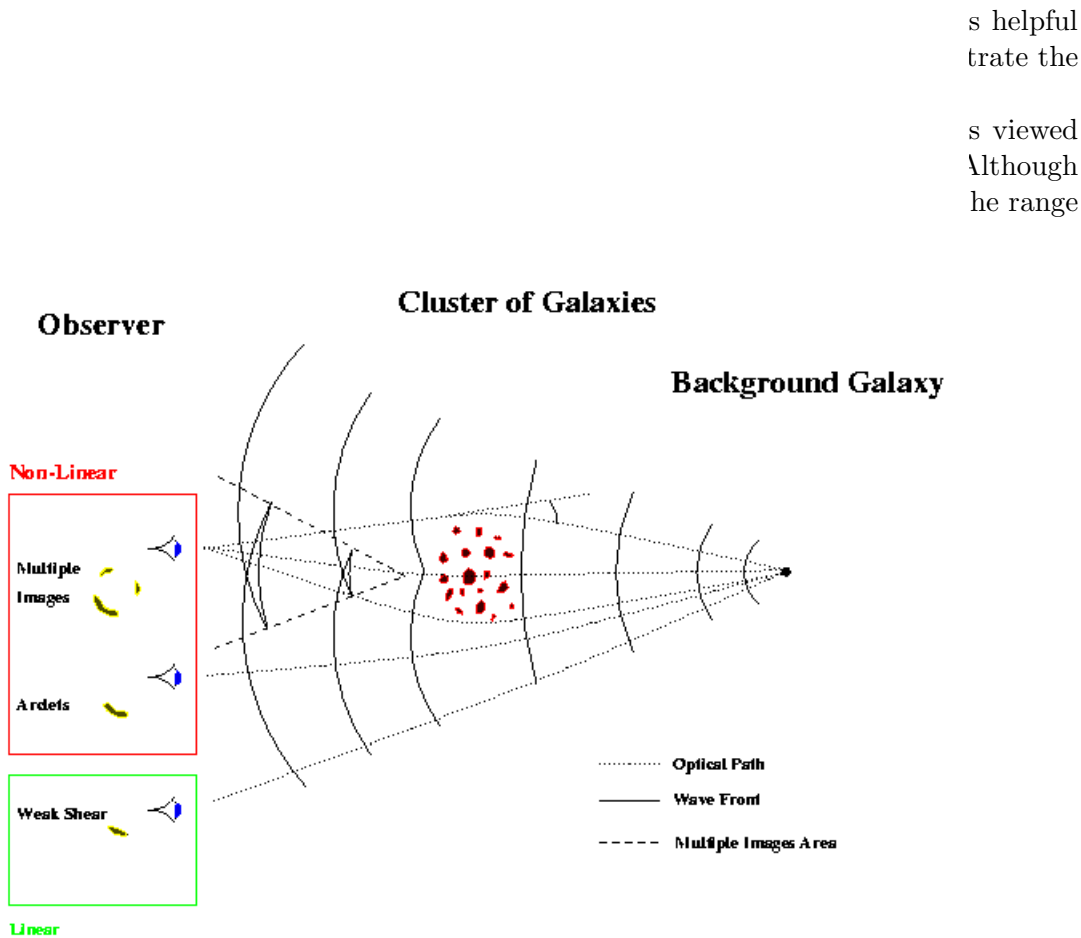 s helpful
trate the
s viewed
Although
he range
Cluster of Galaxies
Observer
Background Galaxy
Non-Linear
Multiple
Images
Arclets
Optical Path
Wave Front
Weak Shear
Multiple Images Area
Linear